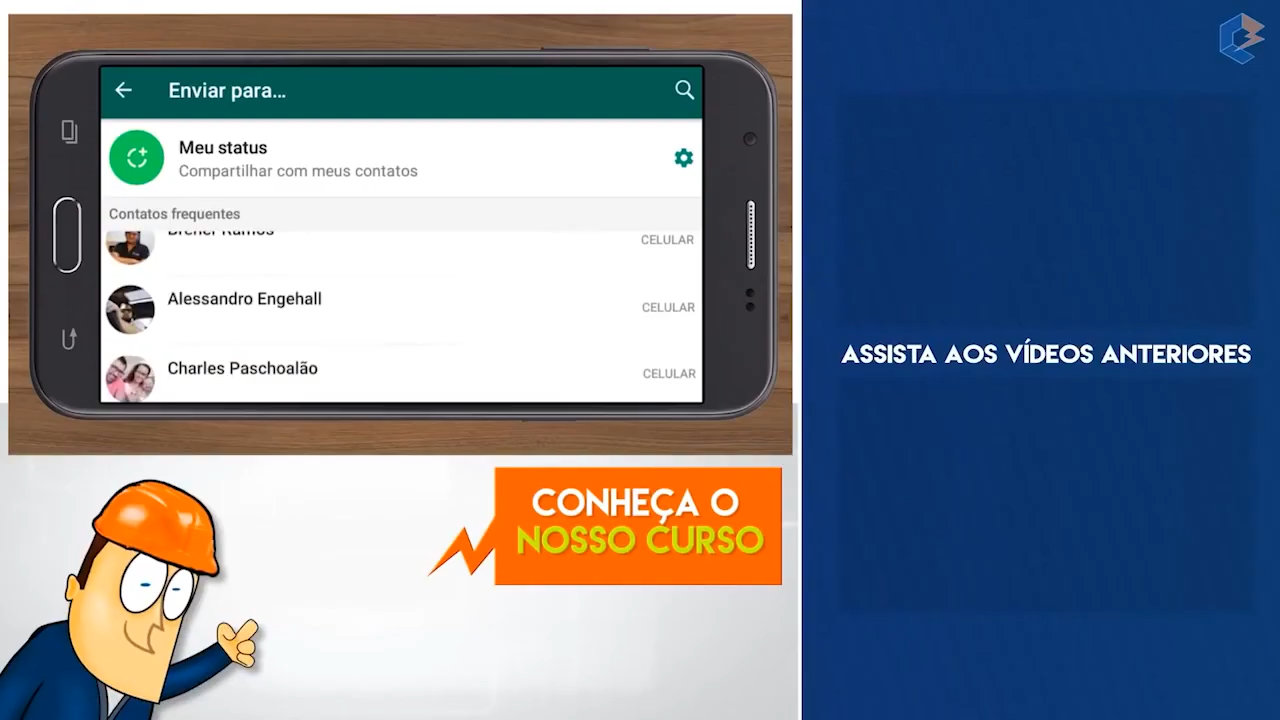 Enviar para...
Meu status
Compartilhar com meus contatos
Contatos frequentes
Ramos
CELULAR
Alessandro Engehall
CELULAR
Charles Paschoalão
CELULAR
CONHEÇA O
NOSSO CURSO
ASSISTA AOS VÍDEOS ANTERIORES